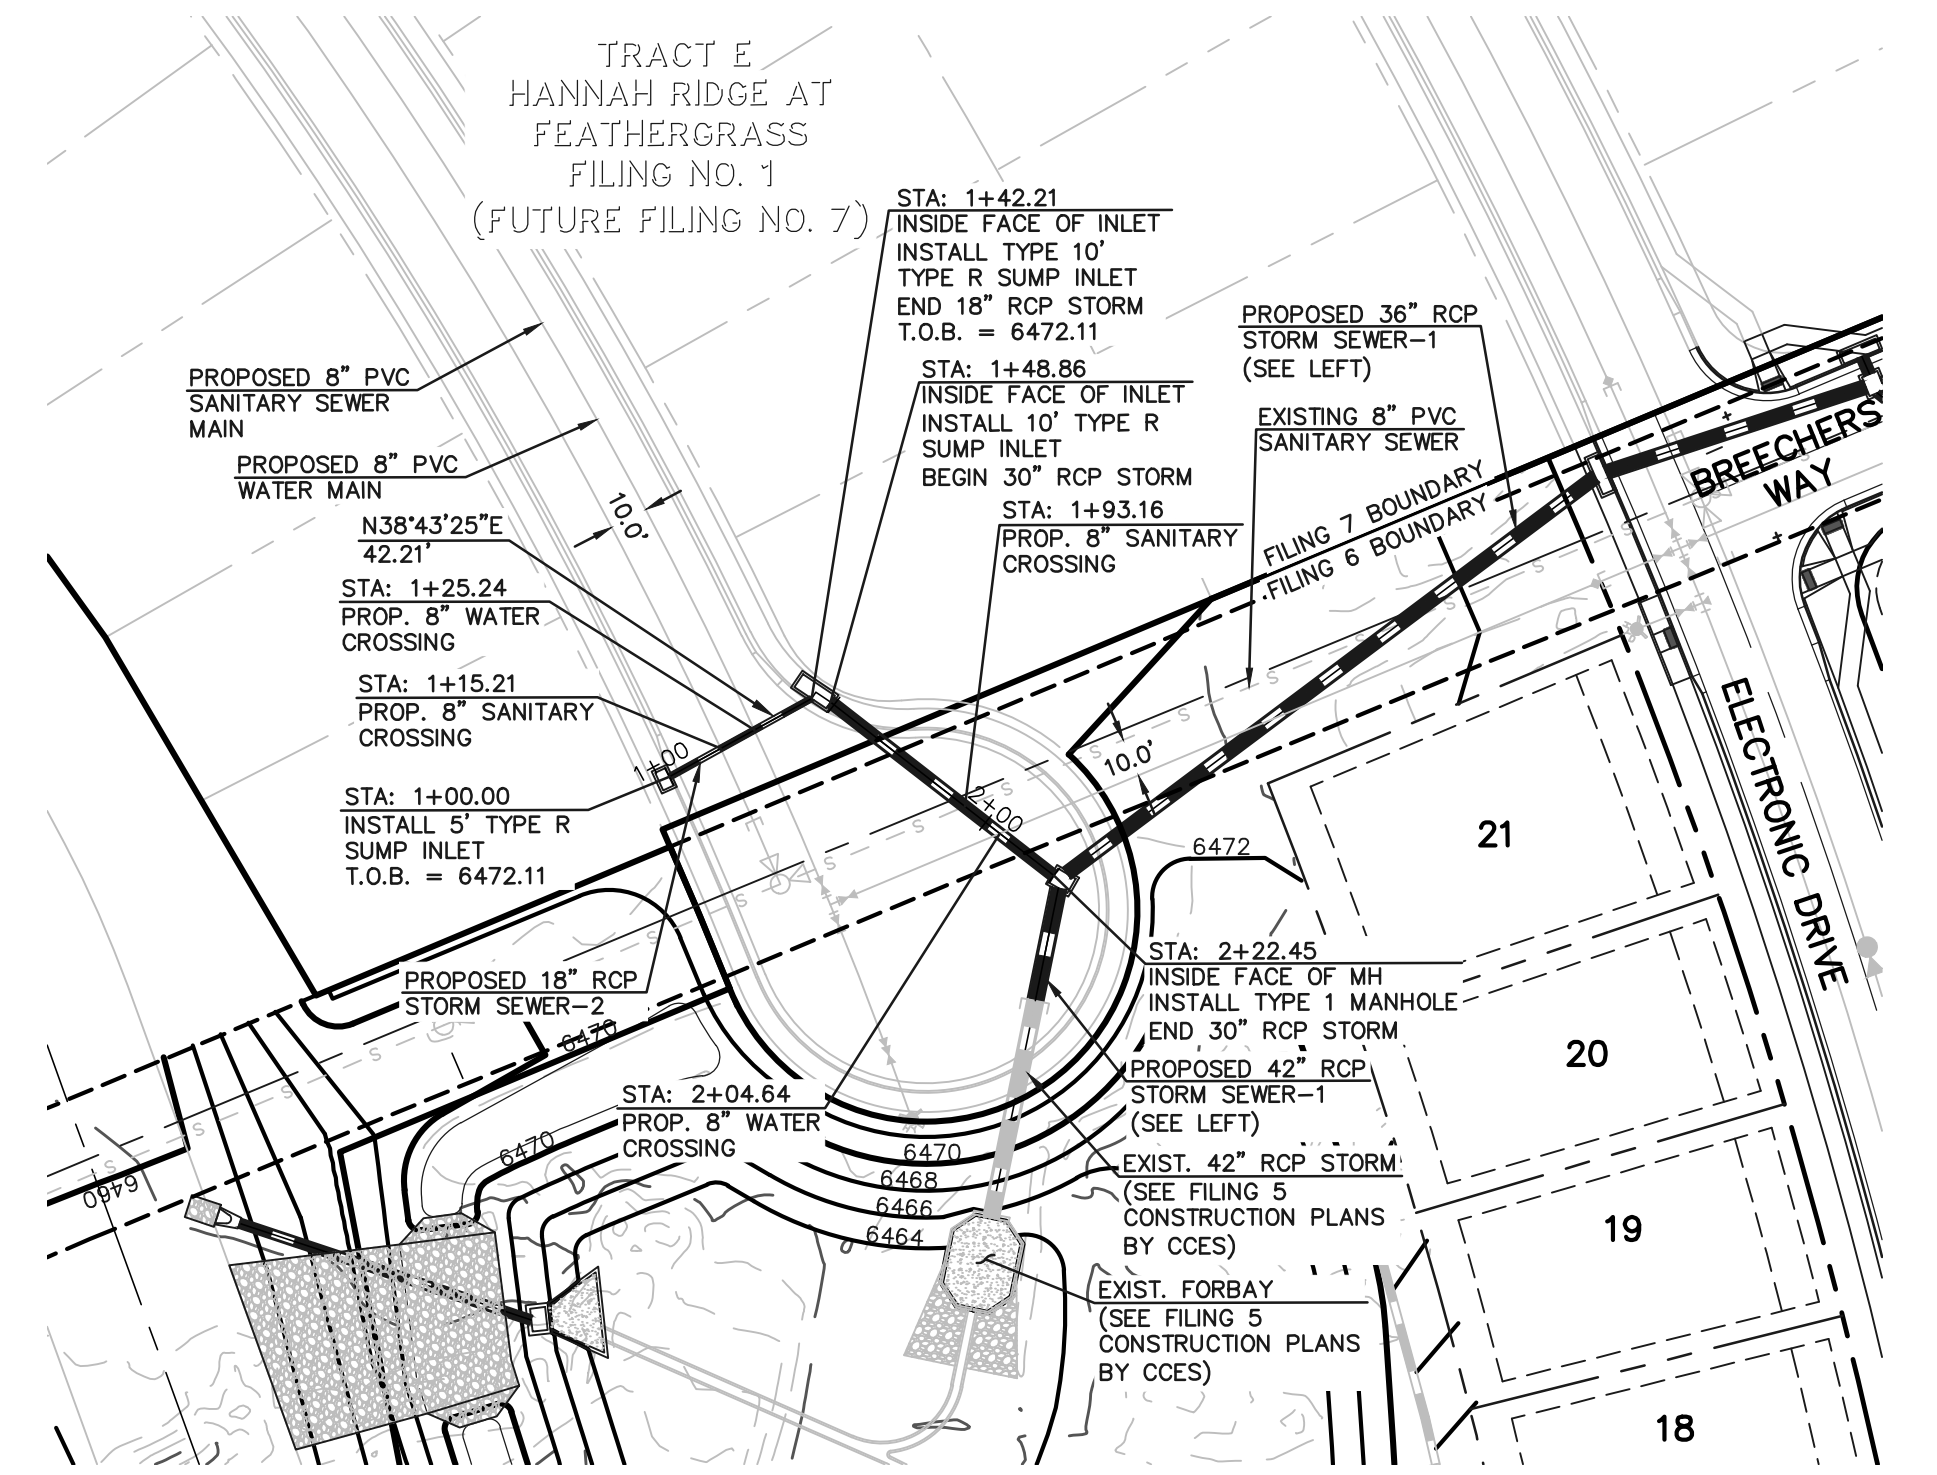 TRACT E
HANNAH RIDGE AT
FEATHERGRASS
FILING NO. 1
(FUTURE FILING NO. 7)
STA: 1+42.21
INSIDE FACE OF INLET
INSTALL TYPE 10'
TYPE R SUMP INLET
END 18" RCP STORM
T.O.B. = 6472.11
STA: 1+48.86
INSIDE FACE OF INLET
INSTALL 10' TYPE R
SUMP INLET
BEGIN 30" RCP STORM
STA: 1+93.16
PROP. 8" SANITARY
CROSSING
PROPOSED 36" RCP
STORM SEWER-1
(SEE LEFT)
EXISTING 8" PVC
SANITARY SEWER
PROPOSED 8" PVC
SANITARY SEWER
MAIN
PROPOSED 8" PVC
WATER MAIN
10.0'
N38°43'25"E
42.21'
STA: 1+25.24
PROP. 8" WATER
CROSSING
STA: 1+15.21
PROP. 8" SANITARY
CROSSING
STA: 1+00.00
INSTALL 5' TYPE R
SUMP INLET
T.O.B. = 6472.11
1+00
2+00
FILING 7 BOUNDARY
FILING 6 BOUNDARY
BREECHERS
WAY
ELECTRONIC DRIVE
10.0'
6472
21
20
19
18
PROPOSED 18" RCP
STORM SEWER-2
6470
6470
6460
STA: 2+04.64
PROP. 8" WATER
CROSSING
6470
6468
6466
6464
STA: 2+22.45
INSIDE FACE OF MH
INSTALL TYPE 1 MANHOLE
END 30" RCP STORM
PROPOSED 42" RCP
STORM SEWER-1
(SEE LEFT)
EXIST. 42" RCP STORM
(SEE FILING 5
CONSTRUCTION PLANS
BY CCES)
EXIST. FORBAY
(SEE FILING 5
CONSTRUCTION PLANS
BY CCES)
S
S
S
S
S
S
S
S
S
S
S
S
S